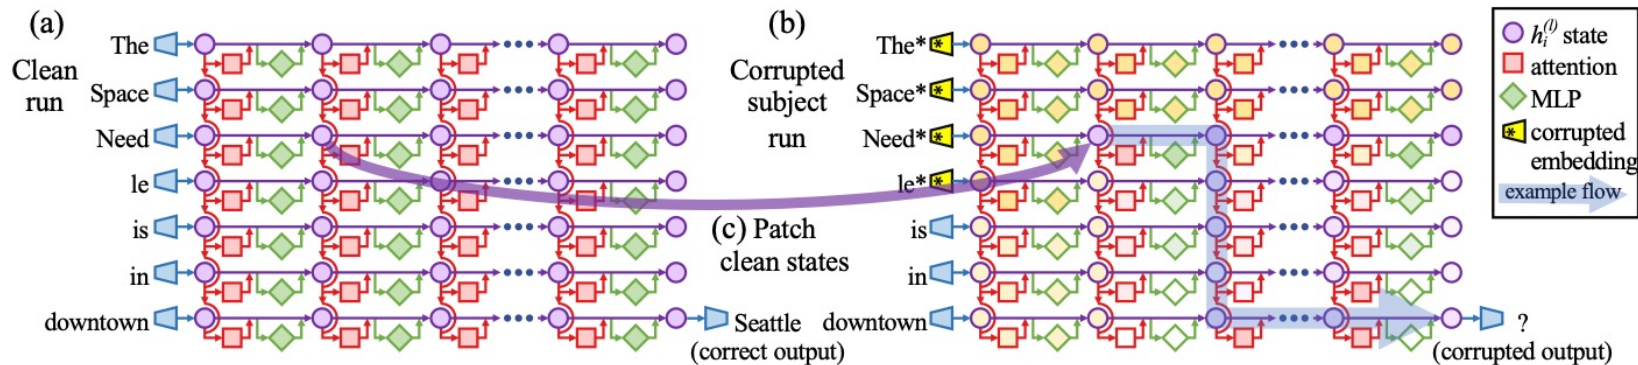 (a)
Clean
run
The
Space
Need
le
is
in
downtown
Seattle
(correct output)
(b)
Corrupted
subject
run
The*
Space*
Need*
le*
is
in
downtown
?
(corrupted output)
(c) Patch
clean states
h_i^{(l)} state
attention
MLP
* corrupted
embedding
example flow